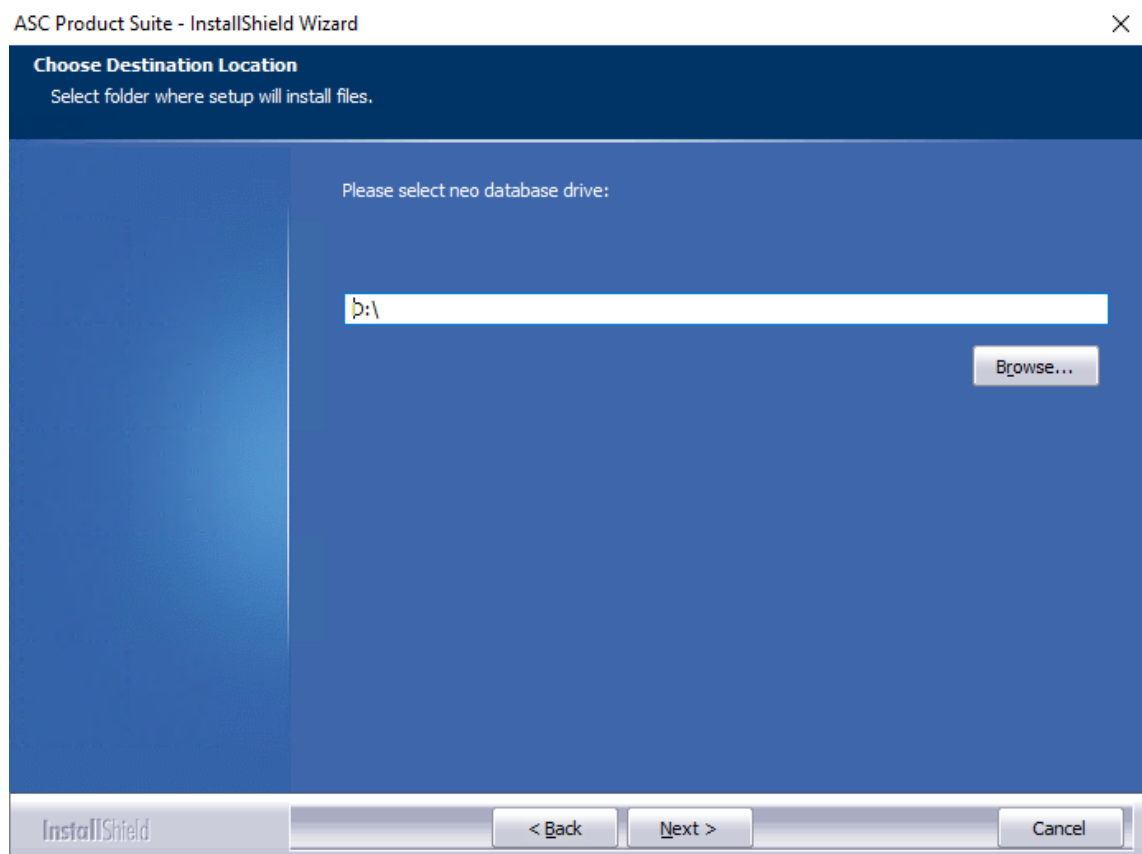 ASC Product Suite - InstallShield Wizard
Choose Destination Location
Select folder where setup will install files.
Please select neo database drive:
D:\
Browse...
InstallShield
< Back
Next >
Cancel